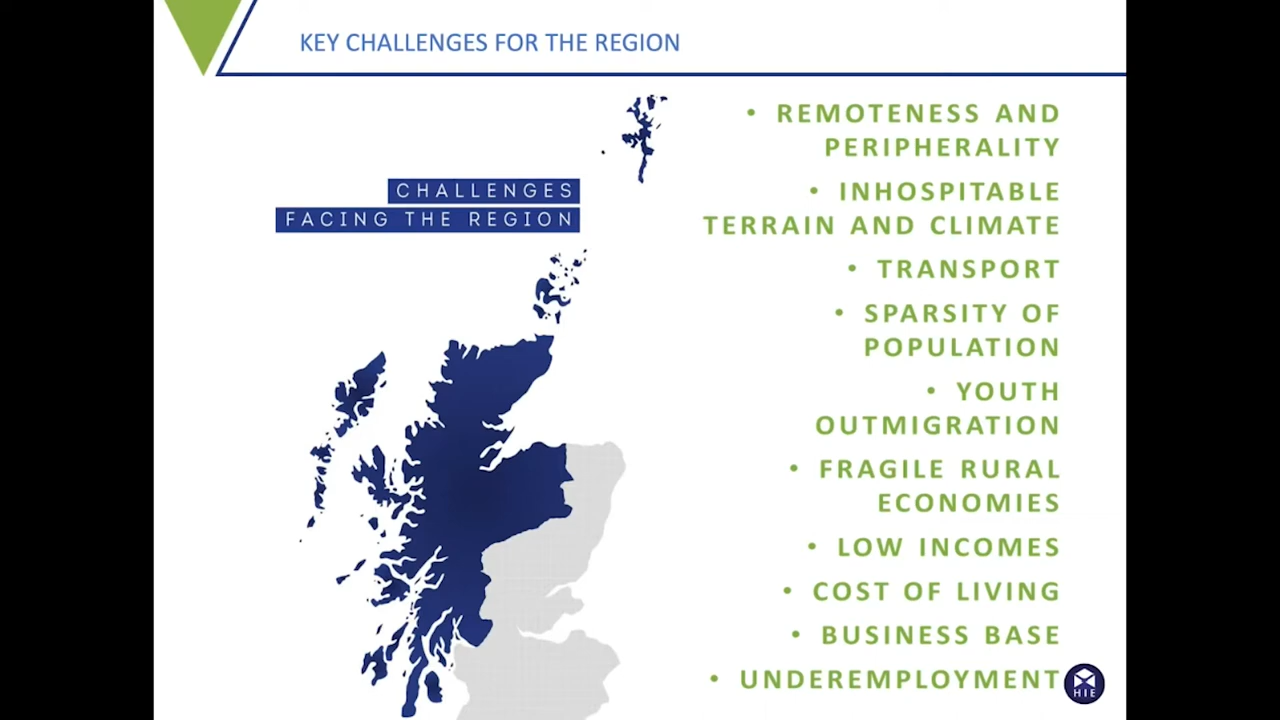 KEY CHALLENGES FOR THE REGION
CHALLENGES
FACING THE REGION
• REMOTENESS AND
PERIPHERALITY
• INHOSPITABLE
TERRAIN AND CLIMATE
• TRANSPORT
• SPARSITY OF
POPULATION
• YOUTH
OUTMIGRATION
• FRAGILE RURAL
ECONOMIES
• LOW INCOMES
• COST OF LIVING
• BUSINESS BASE
• UNDEREMPLOYMENT
HIE